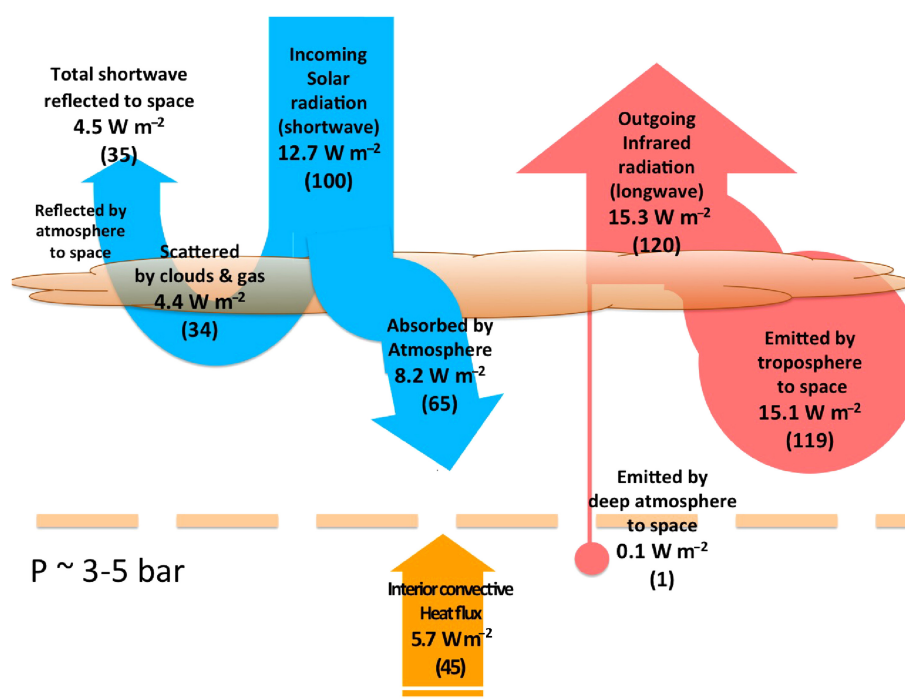 Total shortwave
reflected to space
4.5 W m⁻²
(35)
Incoming
Solar
radiation
(shortwave)
12.7 W m⁻²
(100)
Outgoing
Infrared
radiation
(longwave)
15.3 W m⁻²
(120)
Reflected by
atmosphere
to space
Scattered
by clouds & gas
4.4 W m⁻²
(34)
Absorbed by
Atmosphere
8.2 W m⁻²
(65)
Emitted by
troposphere
to space
15.1 W m⁻²
(119)
Emitted by
deep atmosphere
to space
0.1 W m⁻²
(1)
P ~ 3-5 bar
Interior convective
Heat flux
5.7 W m⁻²
(45)